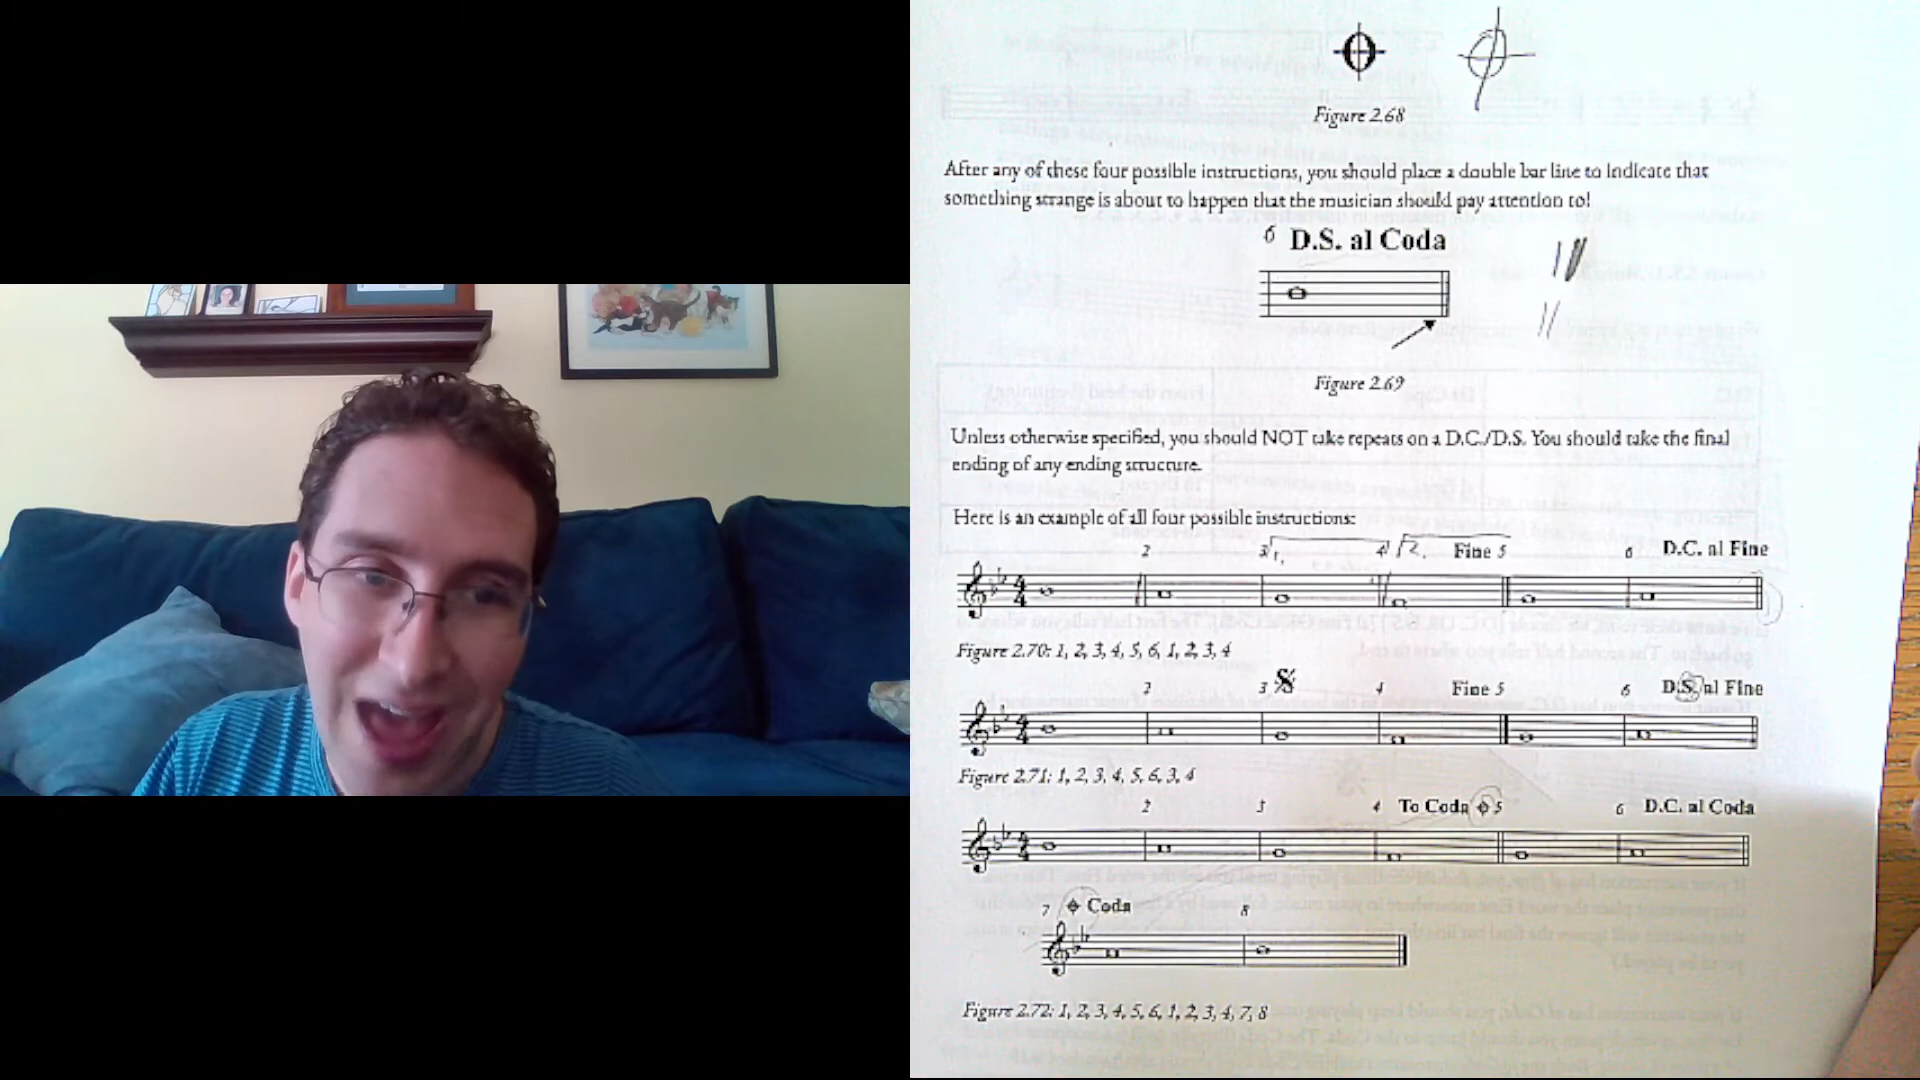 Figure 2.68
After any of these four possible instructions, you should place a double bar line to indicate that
something strange is about to happen that the musician should pay attention to!
6 D.S. al Coda
Figure 2.69
Unless otherwise specified, you should NOT take repeats on a D.C./D.S. You should take the final
ending of any ending structure.
Here is an example of all four possible instructions:
2 3 1. 4 2. Fine 5 6 D.C. al Fine
4
4
Figure 2.70: 1, 2, 3, 4, 5, 6, 1, 2, 3, 4
2 3 4 Fine 5 6 D.S. al Fine
4
4
Figure 2.71: 1, 2, 3, 4, 5, 6, 3, 4
2 3 4 To Coda 5 6 D.C. al Coda
4
4
7 Coda 8
Figure 2.72: 1, 2, 3, 4, 5, 6, 1, 2, 3, 4, 7, 8